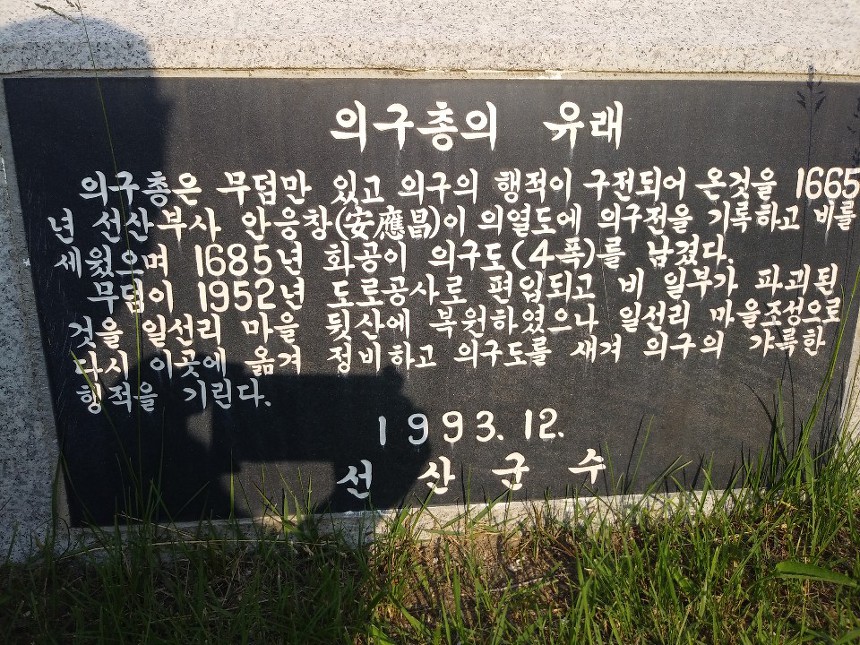 의구총의 유래
의구총은 무덤만 있고 의구의 행적이 구전되어 온것을 1665
년 선산부사 안응창(安應昌)이 의열도에 의구전을 기록하고 비를
세웠으며 1685년 화공이 의구도(4폭)를 남겼다.
무덤이 1952년 도로공사로 편입되고 비 일부가 파괴된
것을 일선리 마을 뒷산에 복원하였으나 일선리 마을조성으로
다시 이곳에 옮겨 정비하고 의구도를 새겨 의구의 갸륵한
행적을 기린다.
1993. 12.
선산군수